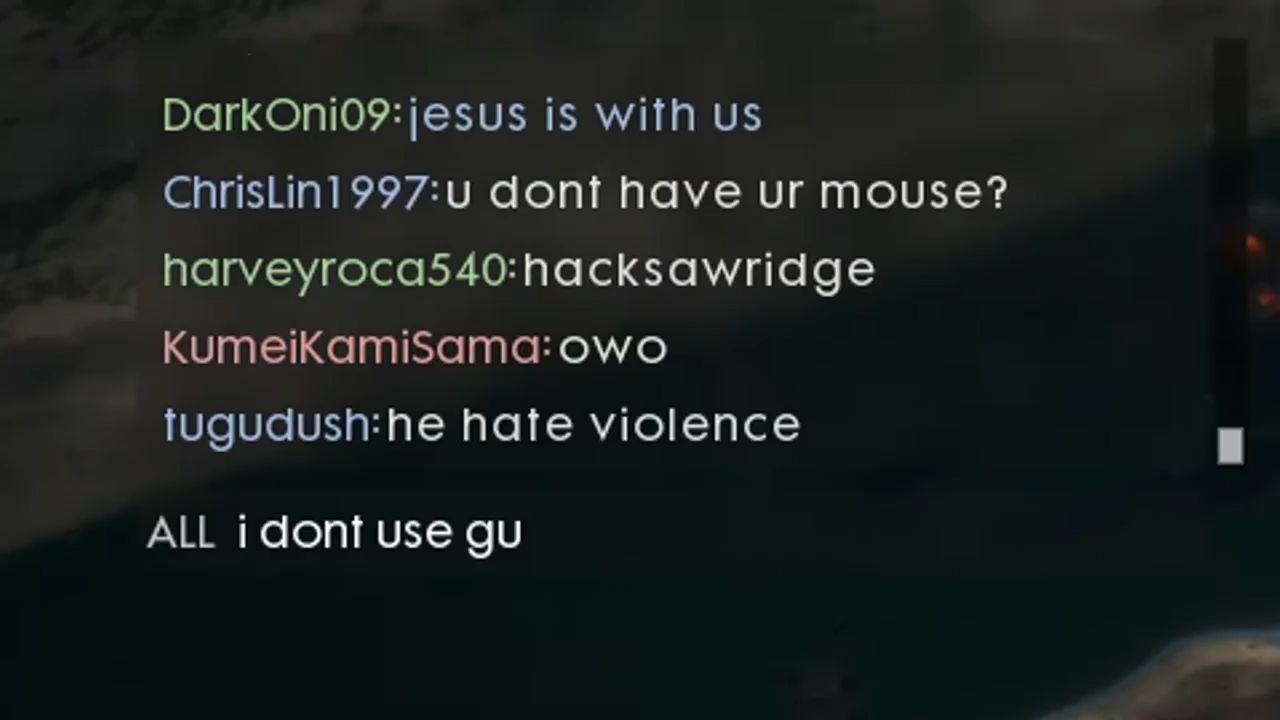 DarkOni09:jesus is with us
ChrisLin1997:u dont have ur mouse?
harveyroca540:hacksawridge
KumeiKamiSama:owo
tugudush:he hate violence
ALL i dont use gu